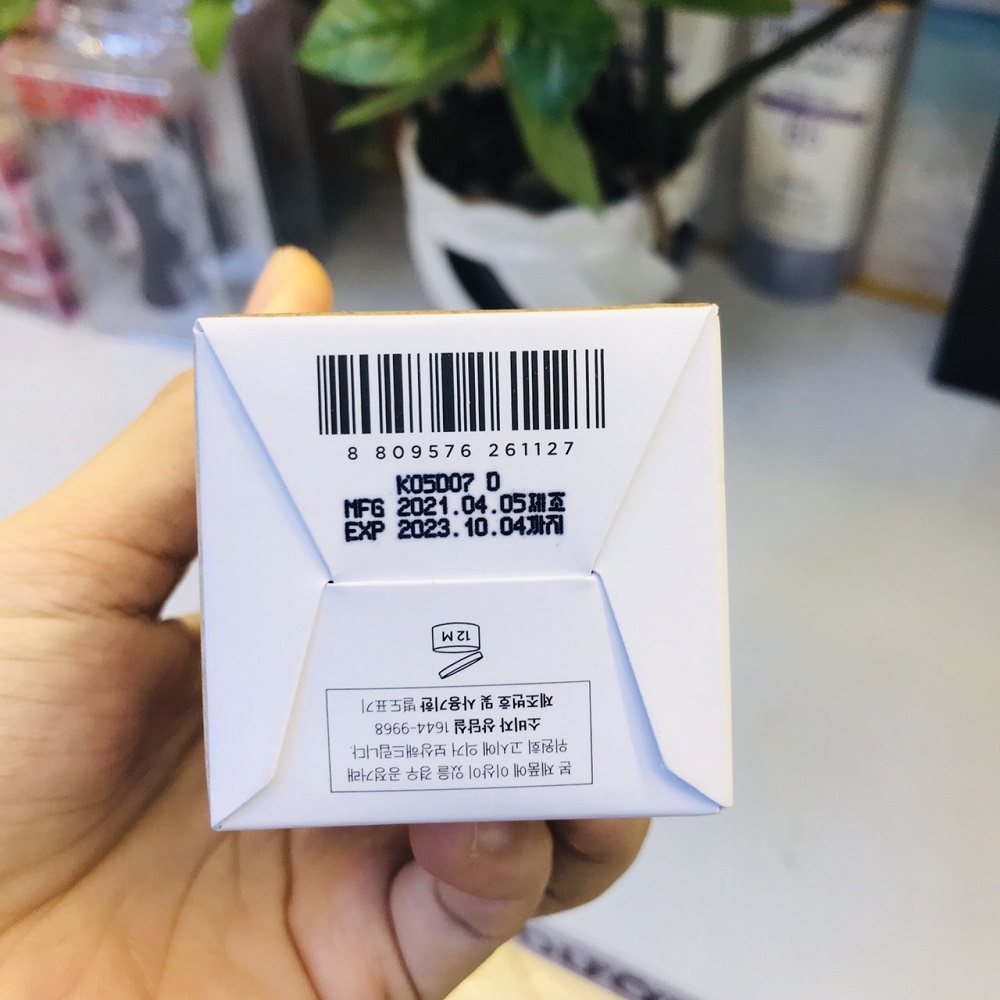 8 809576 261127
K05D07 D
MFG 2021.04.05제조
EXP 2023.10.04까지
12M
본 제품에 이상이 있을 경우 공정거래
위원회 고시에 의거 보상해드립니다.
소비자 상담실 1644-9968
제조번호 및 사용기한 별도표기